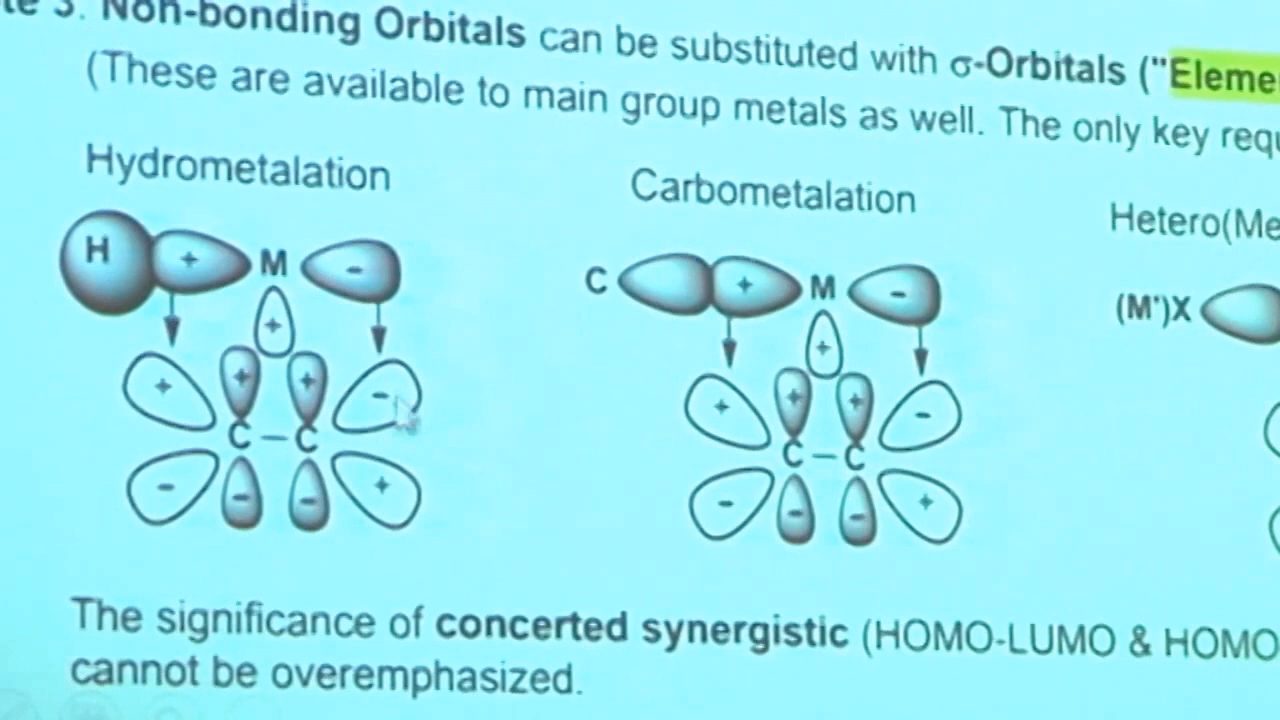 3. Non-bonding Orbitals can be substituted with σ-Orbitals ("Eleme
(These are available to main group metals as well. The only key requ
Hydrometalation
Carbometalation
Hetero(Me
H + M -
C + M -
(M')X
+ + + + -
+ + + + -
C – C
C – C
- - - +
- - - +
The significance of concerted synergistic (HOMO-LUMO & HOMO
cannot be overemphasized.